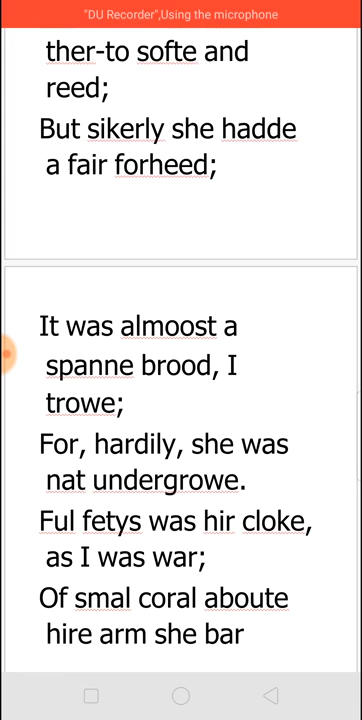 "DU Recorder",Using the microphone
ther-to softe and
reed;
But sikerly she hadde
a fair forheed;
It was almoost a
spanne brood, I
trowe;
For, hardily, she was
nat undergrowe.
Ful fetys was hir cloke,
as I was war;
Of smal coral aboute
hire arm she bar